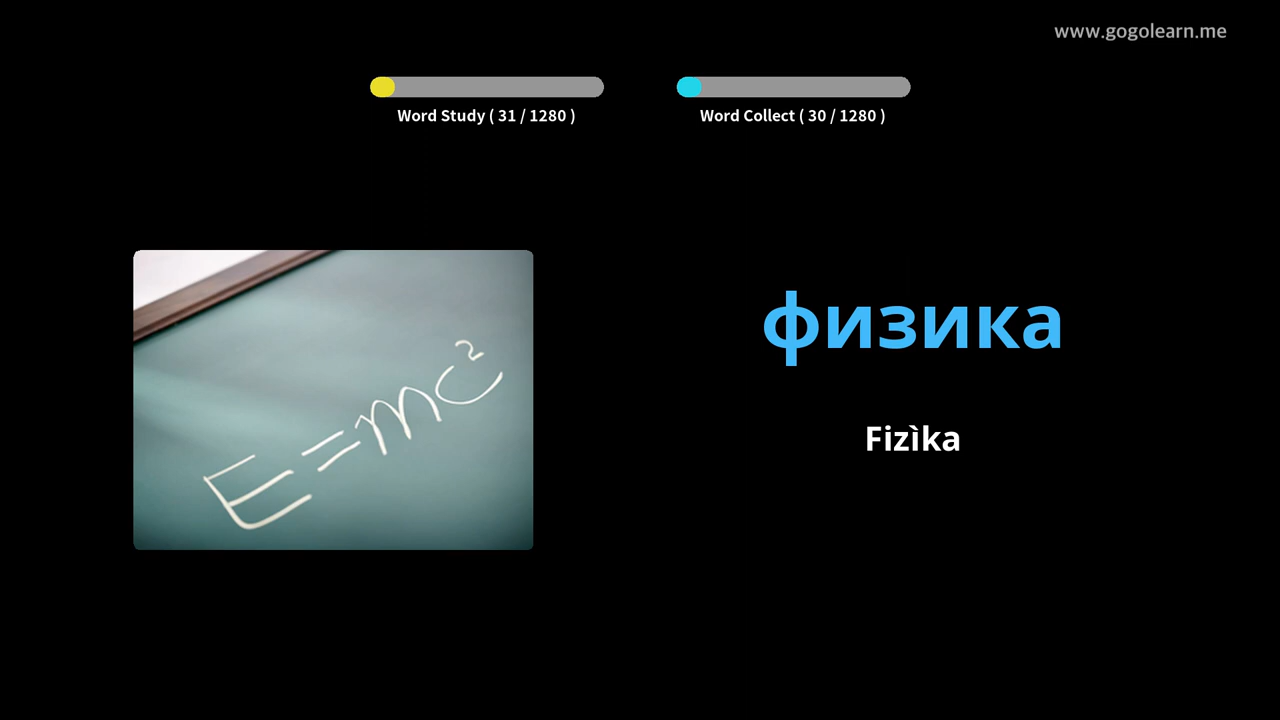 www.gogolearn.me
Word Study ( 31 / 1280 )
Word Collect ( 30 / 1280 )
E=mc²
физика
Fizìka